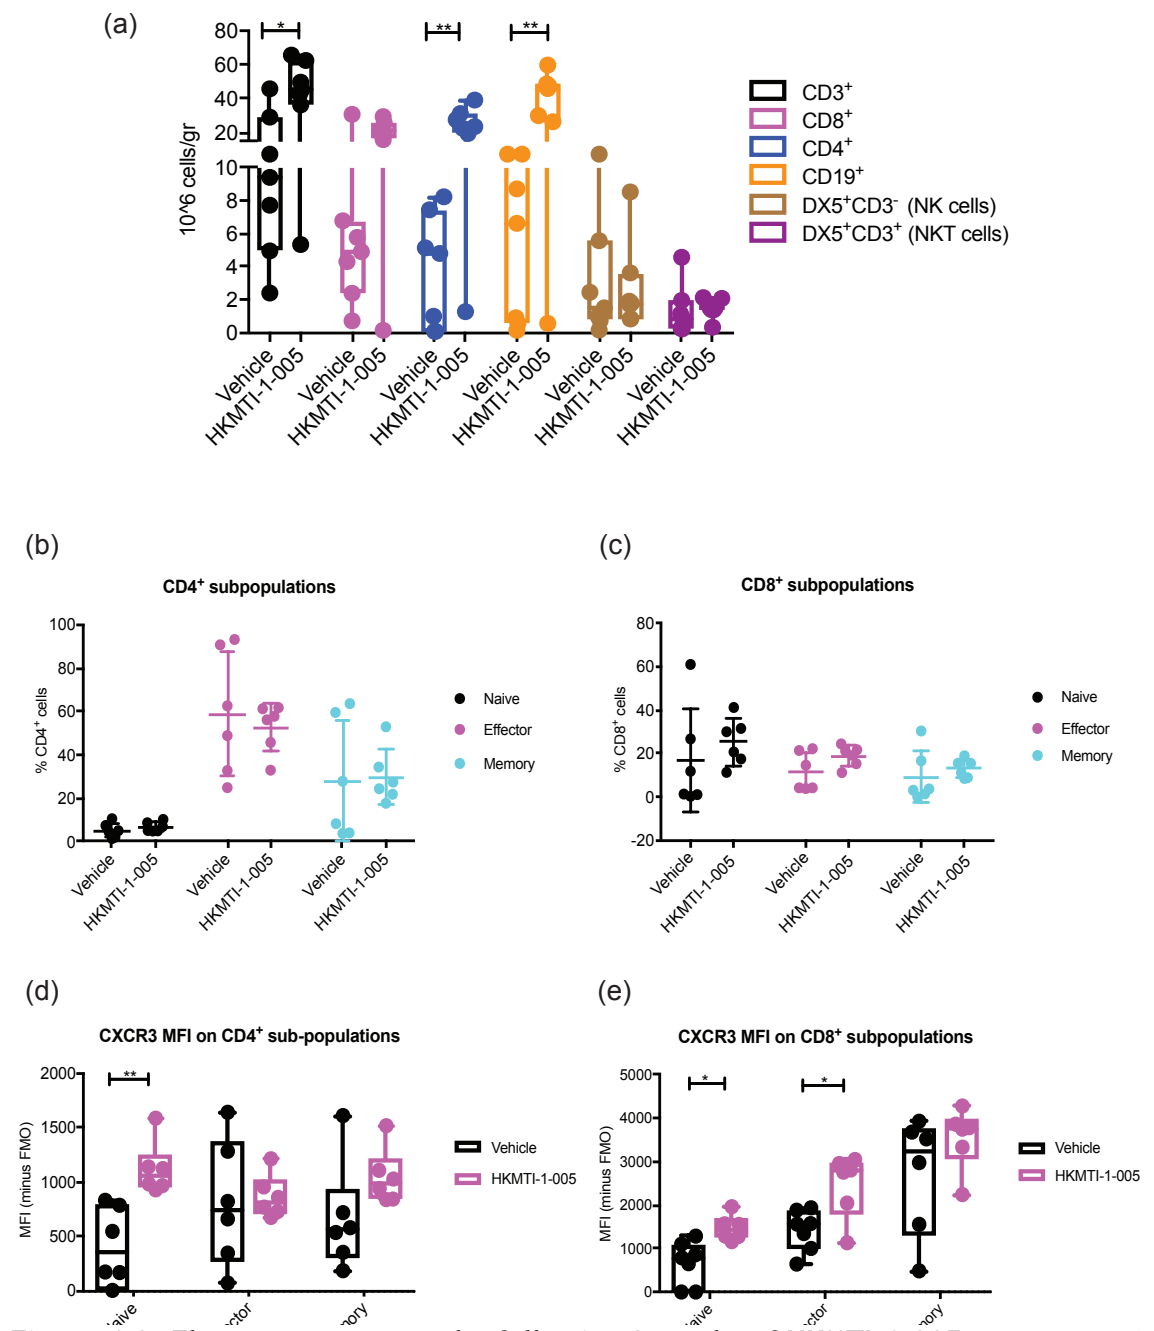 (a)
80
60
40
20
10
8
6
4
2
0
10^6 cells/gr
*
**
**
Vehicle
HKMTI-1-005
Vehicle
HKMTI-1-005
Vehicle
HKMTI-1-005
Vehicle
HKMTI-1-005
Vehicle
HKMTI-1-005
Vehicle
HKMTI-1-005
CD3+
CD8+
CD4+
CD19+
DX5+CD3- (NK cells)
DX5+CD3+ (NKT cells)
(b)
CD4+ subpopulations
100
80
60
40
20
0
% CD4+ cells
Vehicle
HKMTI-1-005
Vehicle
HKMTI-1-005
Vehicle
HKMTI-1-005
Naive
Effector
Memory
(c)
CD8+ subpopulations
80
60
40
20
0
-20
% CD8+ cells
Vehicle
HKMTI-1-005
Vehicle
HKMTI-1-005
Vehicle
HKMTI-1-005
Naive
Effector
Memory
(d)
CXCR3 MFI on CD4+ sub-populations
2000
1500
1000
500
0
MFI (minus FMO)
**
Vehicle
HKMTI-1-005
(e)
CXCR3 MFI on CD8+ subpopulations
5000
4000
3000
2000
1000
0
MFI (minus FMO)
*
*
Vehicle
HKMTI-1-005